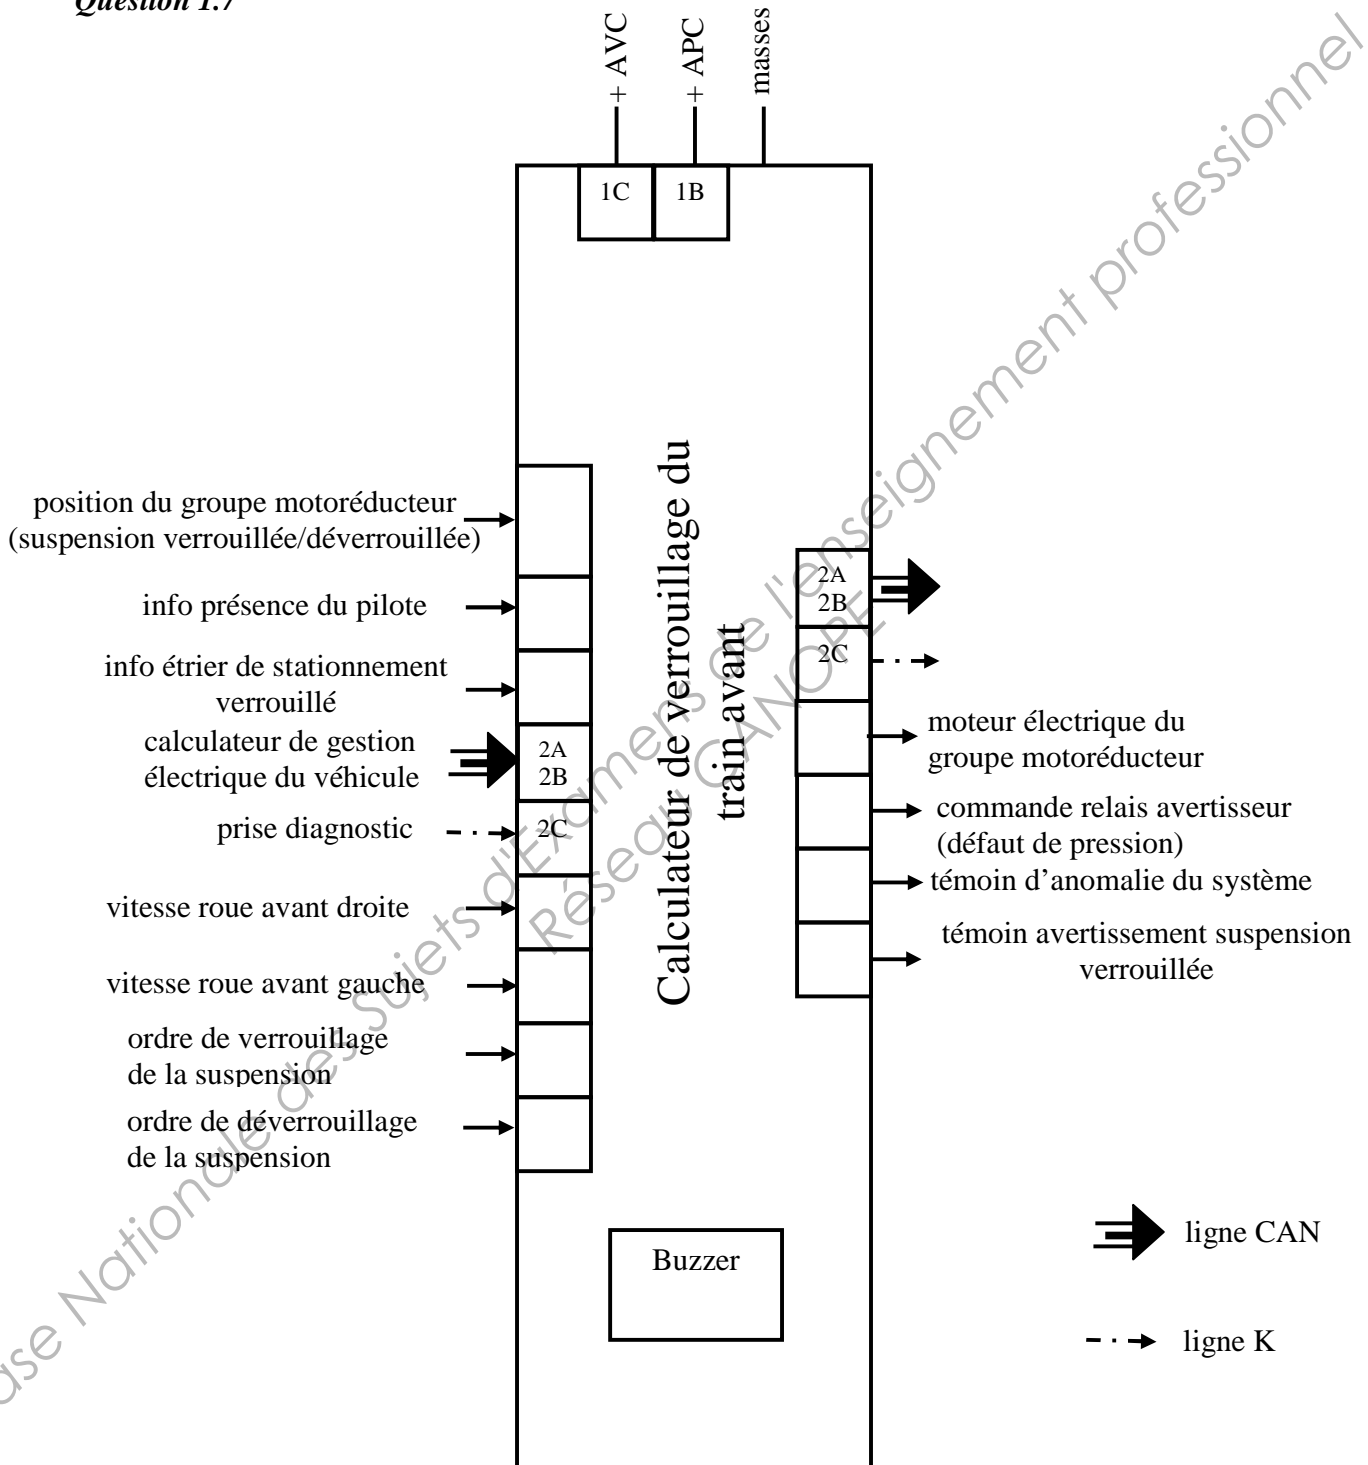 Question 1.7
+ AVC
+ APC
masses
1C
1B
Calculateur de verrouillage du
train avant
position du groupe motoréducteur
(suspension verrouillée/déverrouillée)
info présence du pilote
info étrier de stationnement
verrouillé
calculateur de gestion
électrique du véhicule
2A
2B
prise diagnostic
2C
vitesse roue avant droite
vitesse roue avant gauche
ordre de verrouillage
de la suspension
ordre de déverrouillage
de la suspension
2A
2B
2C
moteur électrique du
groupe motoréducteur
commande relais avertisseur
(défaut de pression)
témoin d'anomalie du système
témoin avertissement suspension
verrouillée
Buzzer
ligne CAN
ligne K
ase Nationale des Sujets d'Examens de l'enseignement professionnel
Réseau CANOPE